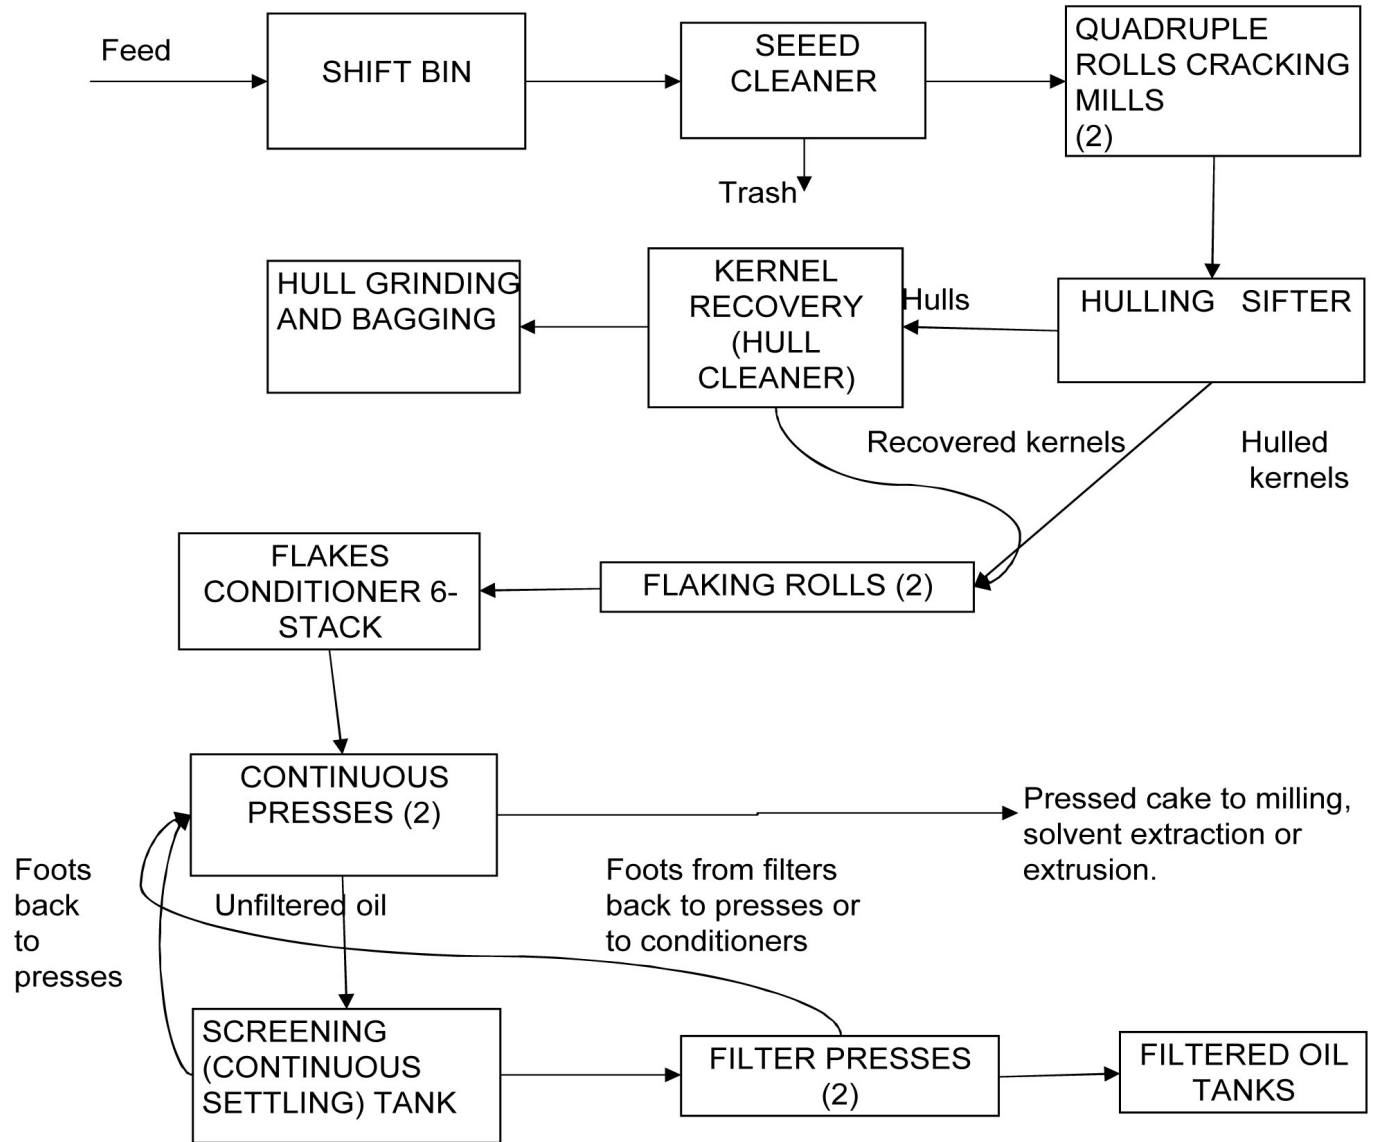 Feed
SHIFT BIN
SEEED
CLEANER
QUADRUPLE
ROLLS CRACKING
MILLS
(2)
Trash
HULL GRINDING
AND BAGGING
KERNEL
RECOVERY
(HULL
CLEANER)
Hulls
HULLING SIFTER
Recovered kernels
Hulled
kernels
FLAKES
CONDITIONER 6-
STACK
FLAKING ROLLS (2)
CONTINUOUS
PRESSES (2)
Pressed cake to milling,
solvent extraction or
extrusion.
Foots
back
to
presses
Unfiltered oil
Foots from filters
back to presses or
to conditioners
SCREENING
(CONTINUOUS
SETTLING) TANK
FILTER PRESSES
(2)
FILTERED OIL
TANKS